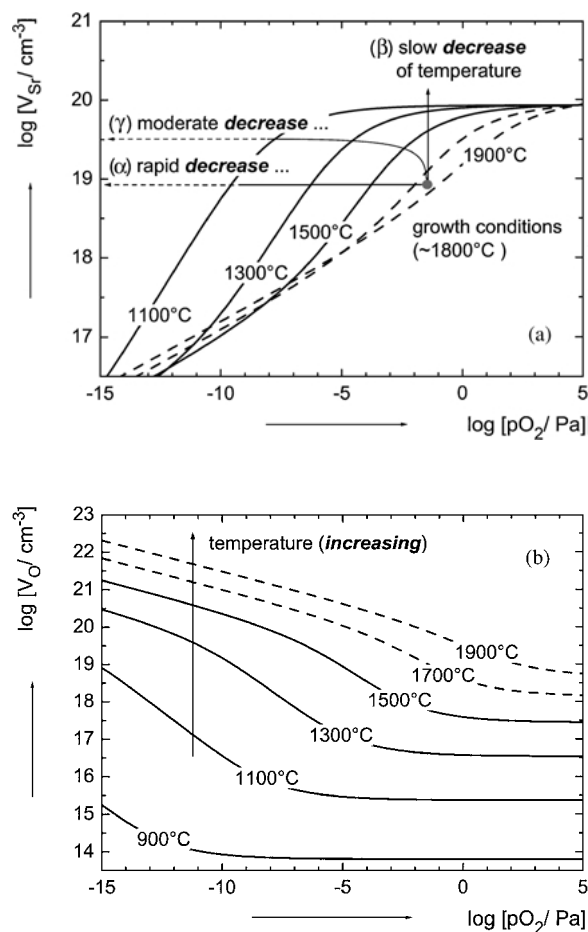 log [V_Sr/ cm⁻³]
21
20
19
18
17
(β) slow decrease
of temperature
(γ) moderate decrease ...
(α) rapid decrease ...
1900°C
growth conditions
(~1800°C )
1500°C
1300°C
1100°C
(a)
-15 -10 -5 0 5
log [pO₂/ Pa]
log [V_O/ cm⁻³]
23
22
21
20
19
18
17
16
15
14
temperature (increasing)
(b)
1900°C
1700°C
1500°C
1300°C
1100°C
900°C
-15 -10 -5 0 5
log [pO₂/ Pa]